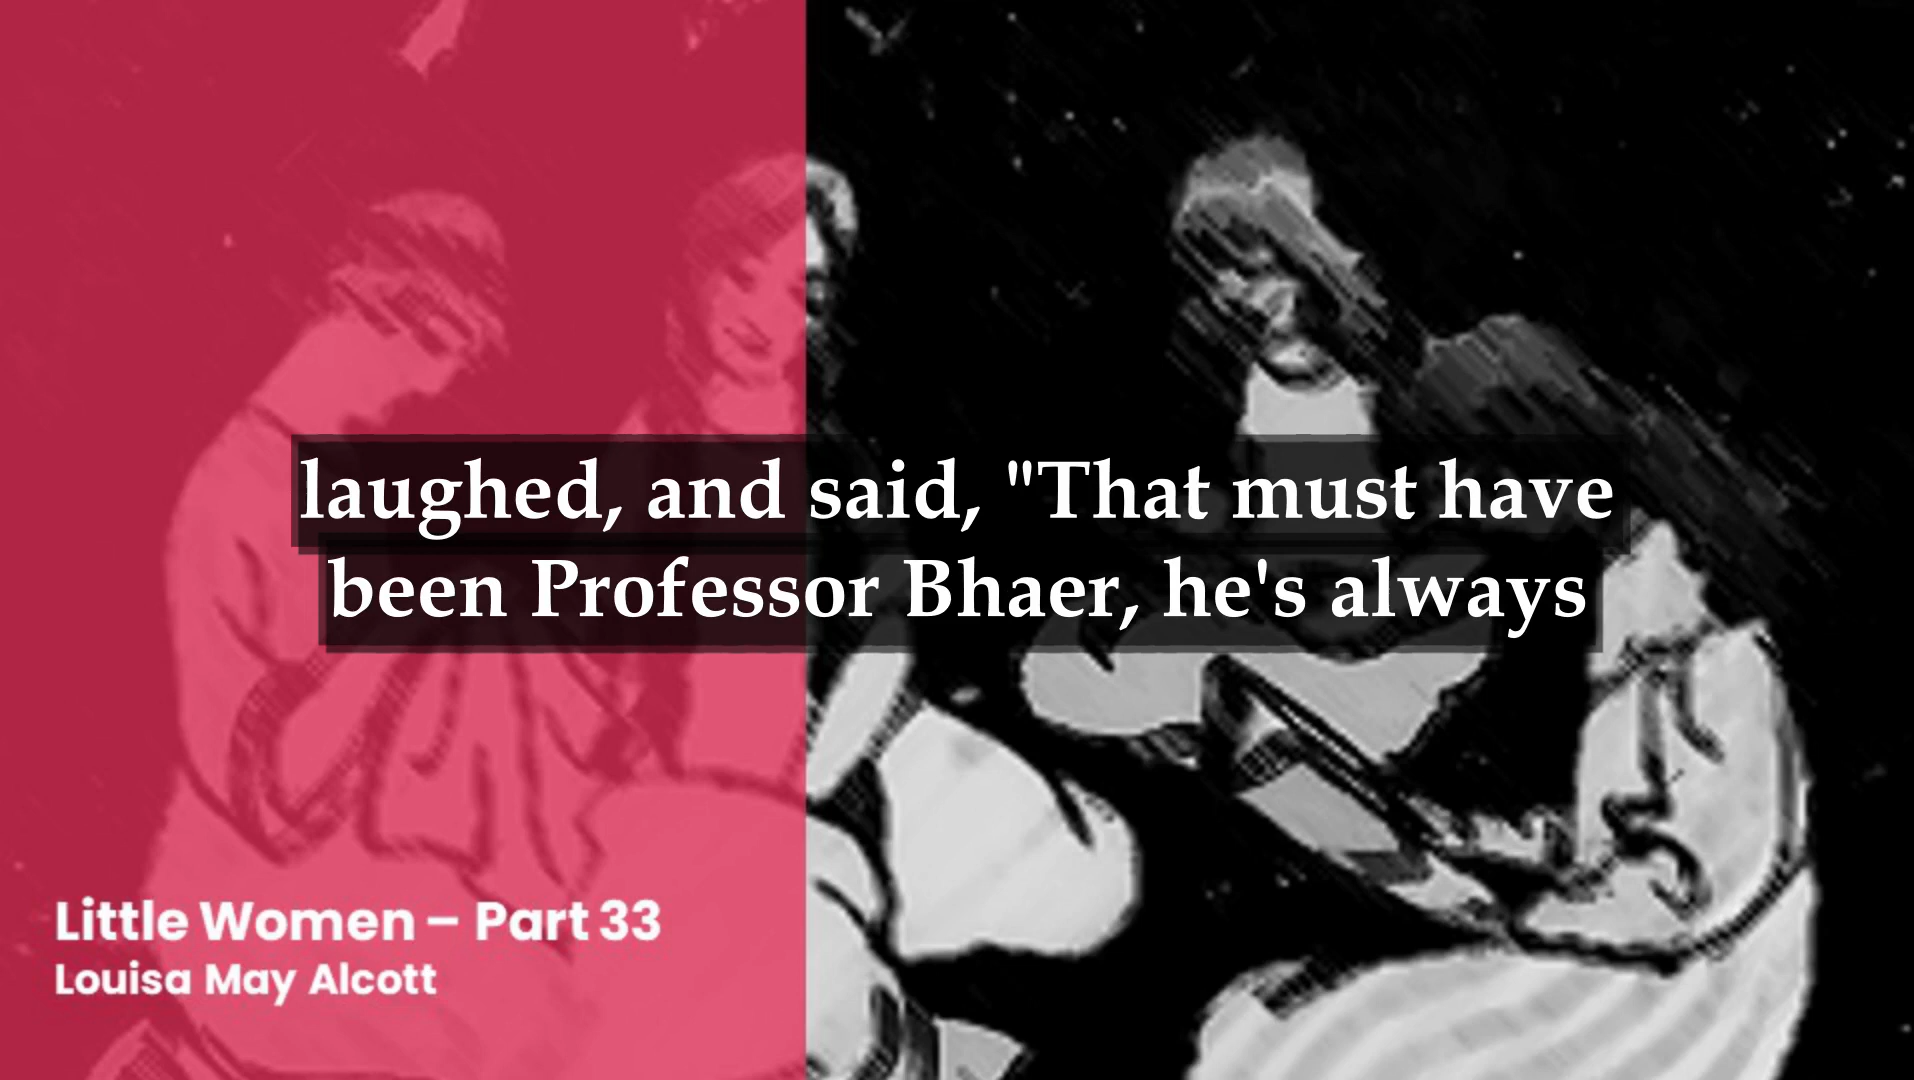 laughed, and said, "That must have
been Professor Bhaer, he's always
Little Women – Part 33
Louisa May Alcott